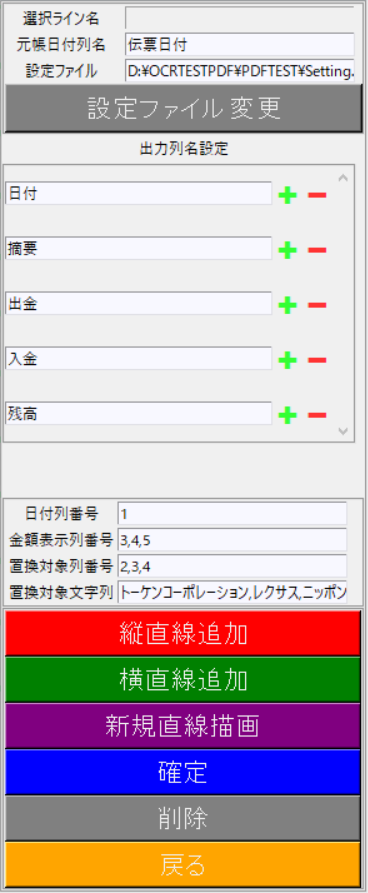 選択ライン名
元帳日付列名 伝票日付
設定ファイル D:¥OCRTESTPDF¥PDFTEST¥Setting.
設定ファイル変更
出力列名設定
日付
摘要
出金
入金
残高
日付列番号 1
金額表示列番号 3,4,5
置換対象列番号 2,3,4
置換対象文字列 トーケンコーポレーション,レクサス,ニッポン
縦直線追加
横直線追加
新規直線描画
確定
削除
戻る